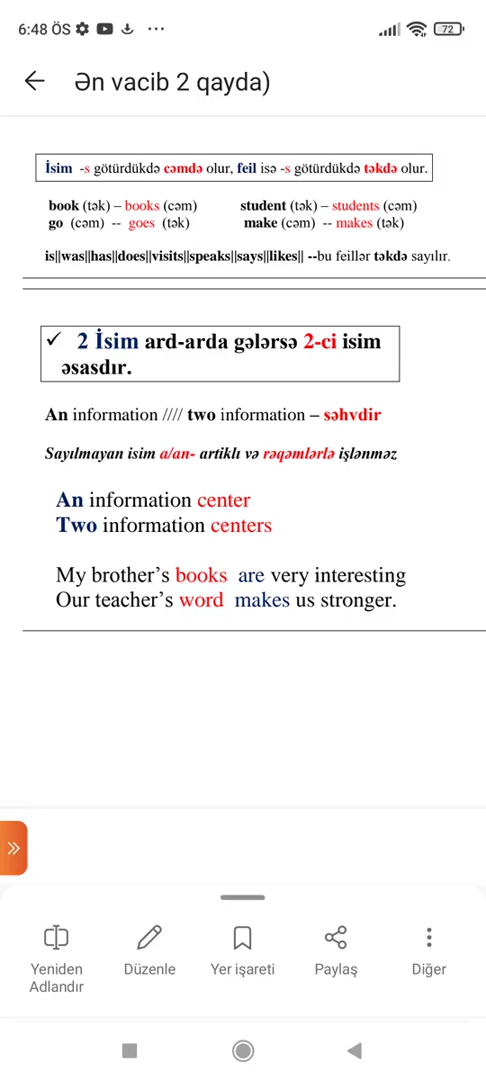 6:48 ÖS
72
Ən vacib 2 qayda)
İsim -s götürdükdə cəmdə olur, feil isə -s götürdükdə təkdə olur.
book (tək) – books (cəm) student (tək) – students (cəm)
go (cəm) -- goes (tək) make (cəm) -- makes (tək)
is||was||has||does||visits||speaks||says||likes|| --bu feillər təkdə sayılır.
✓ 2 İsim ard-arda gələrsə 2-ci isim
əsasdır.
An information //// two information – səhvdir
Sayılmayan isim a/an- artiklı və rəqəmlərlə işlənməz
An information center
Two information centers
My brother’s books are very interesting
Our teacher’s word makes us stronger.
Yeniden Düzenle Yer işareti Paylaş Diğer
Adlandır